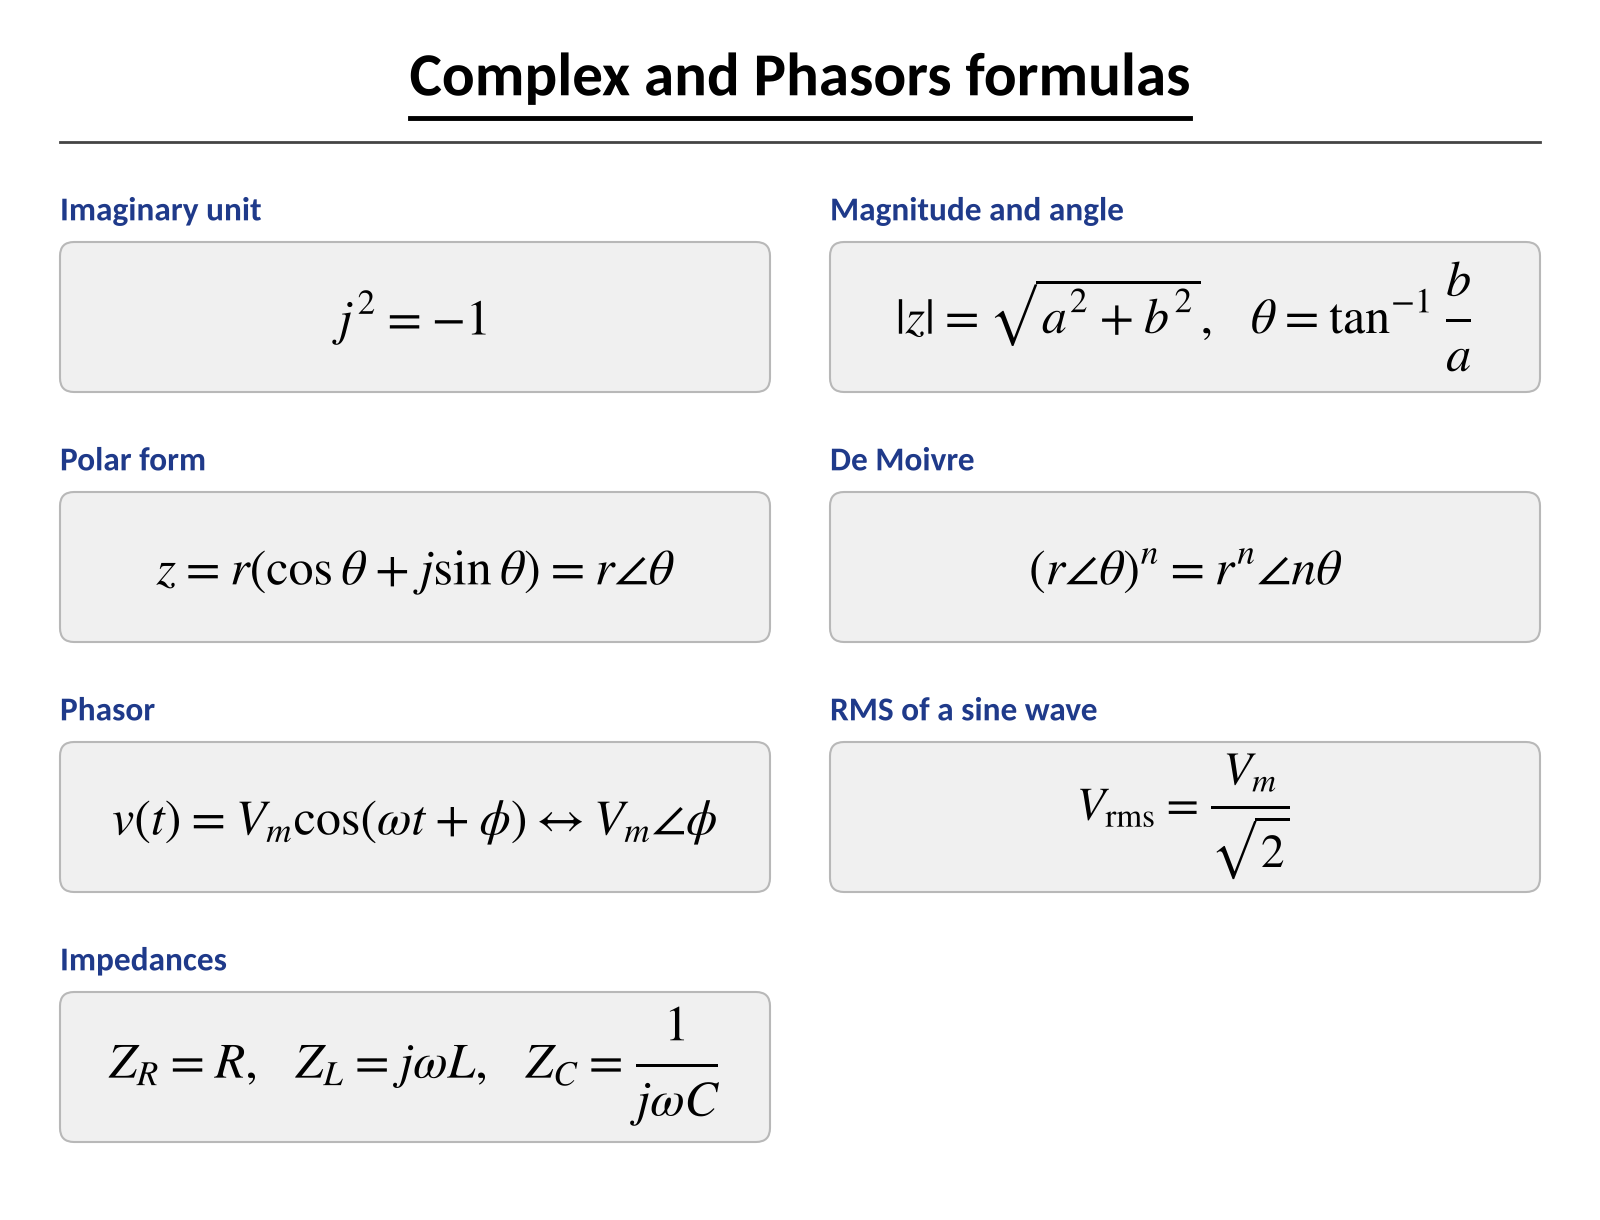 Complex and Phasors formulas
Imaginary unit
j² = −1
Magnitude and angle
|z| = √(a² + b²), θ = tan⁻¹ b/a
Polar form
z = r(cos θ + jsin θ) = r∠θ
De Moivre
(r∠θ)ⁿ = rⁿ∠nθ
Phasor
v(t) = Vₘcos(ωt + ϕ) ↔ Vₘ∠ϕ
RMS of a sine wave
V_rms = Vₘ/√2
Impedances
Z_R = R, Z_L = jωL, Z_C = 1/(jωC)